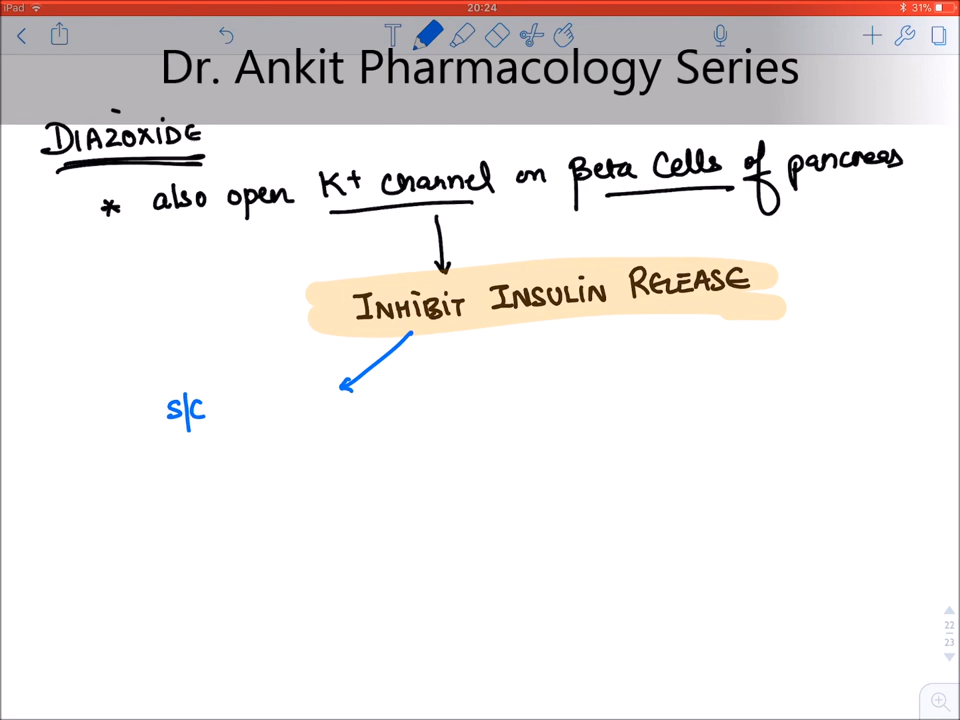 iPad 20:24 31%
T
Dr. Ankit Pharmacology Series
DIAZOXIDE
* also open K+ channel on Beta Cells of pancreas
INHIBIT INSULIN RELEASE
S/C
22
23